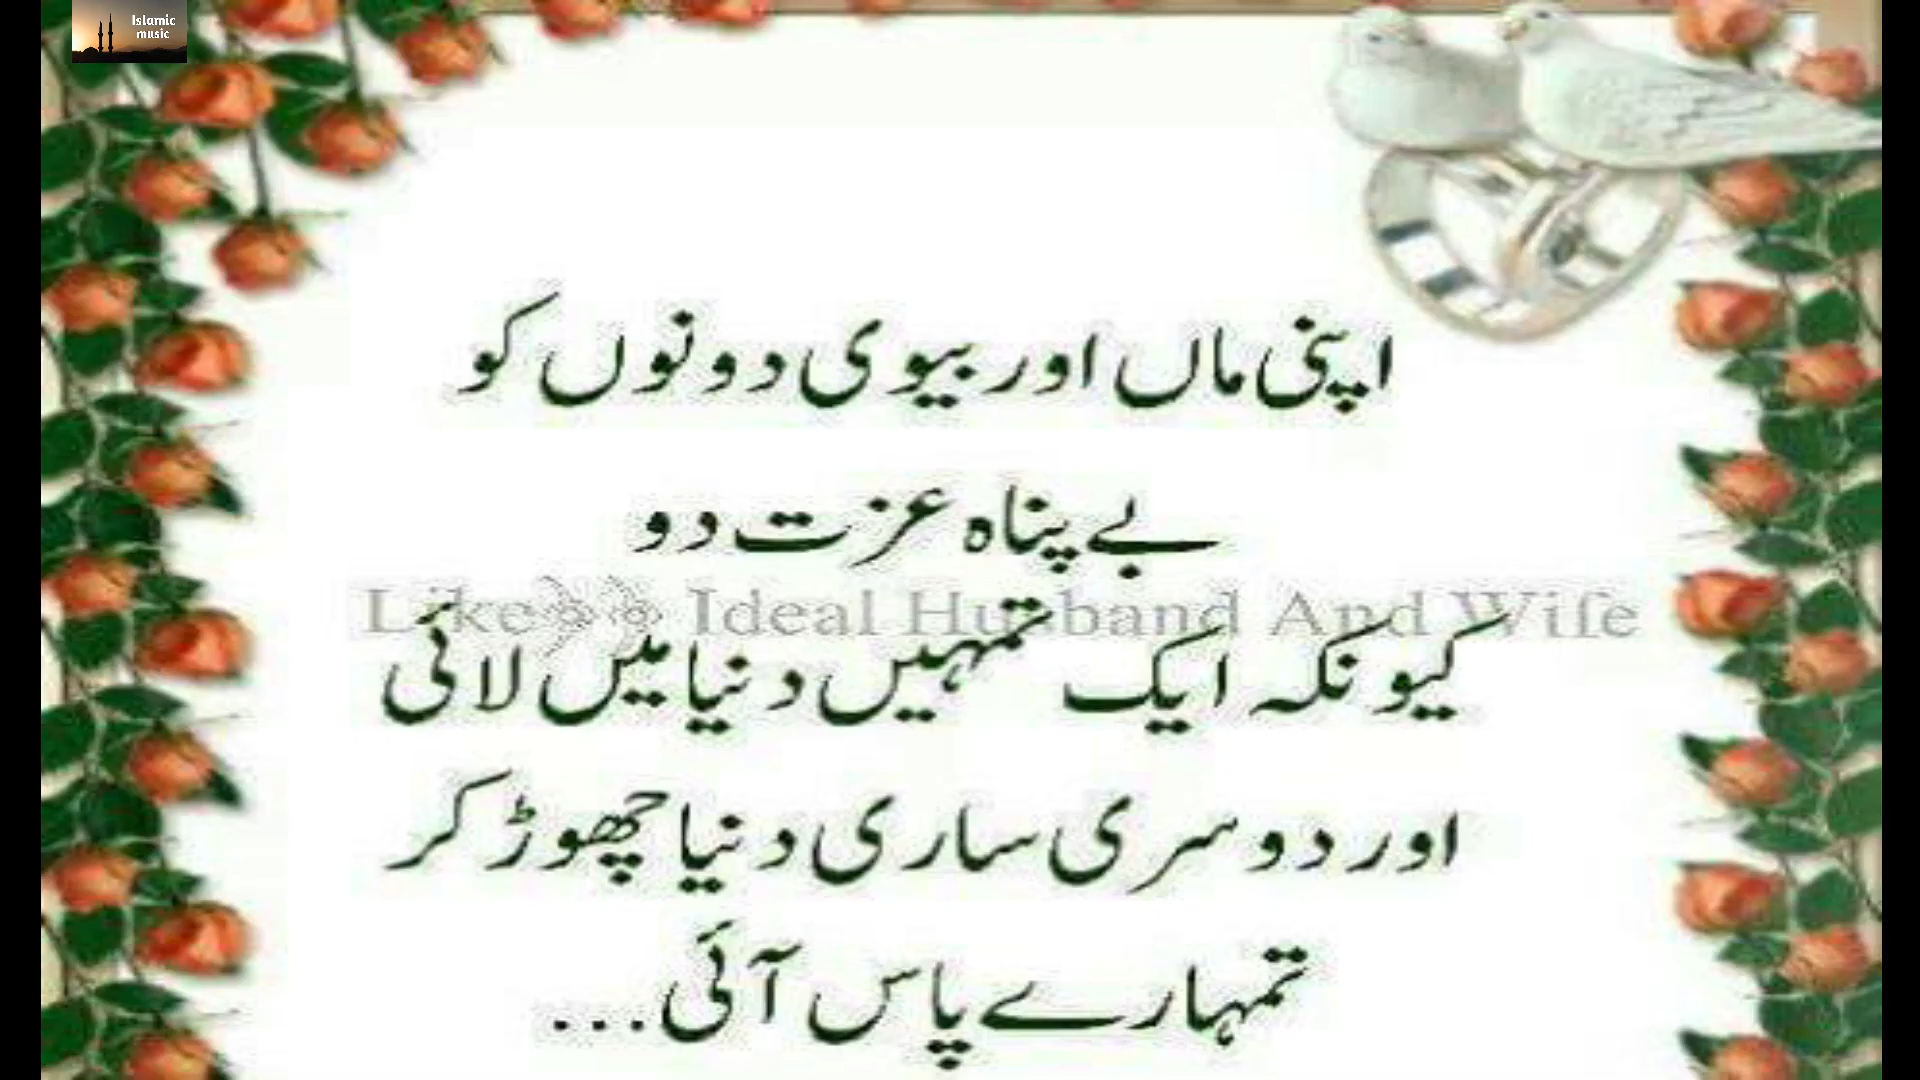 Islamic
music
اپنی ماں اور بیوی دونوں کو
بے پناہ عزت دو
Like Ideal Husband And Wife
کیونکہ ایک تمہیں دنیا میں لائی
اور دوسری ساری دنیا چھوڑ کر
تمہارے پاس آئی...